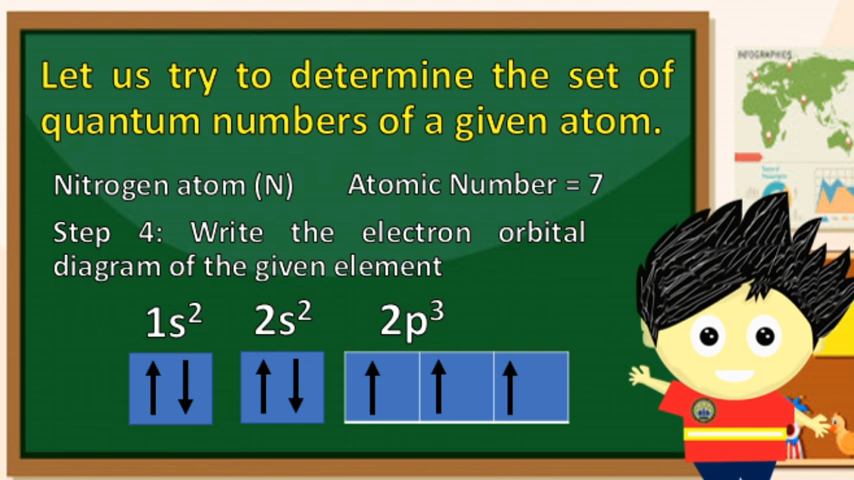 Let us try to determine the set of
quantum numbers of a given atom.
INFOGRAPHICS
Nitrogen atom (N) Atomic Number = 7
Step 4: Write the electron orbital
diagram of the given element
1s² 2s² 2p³